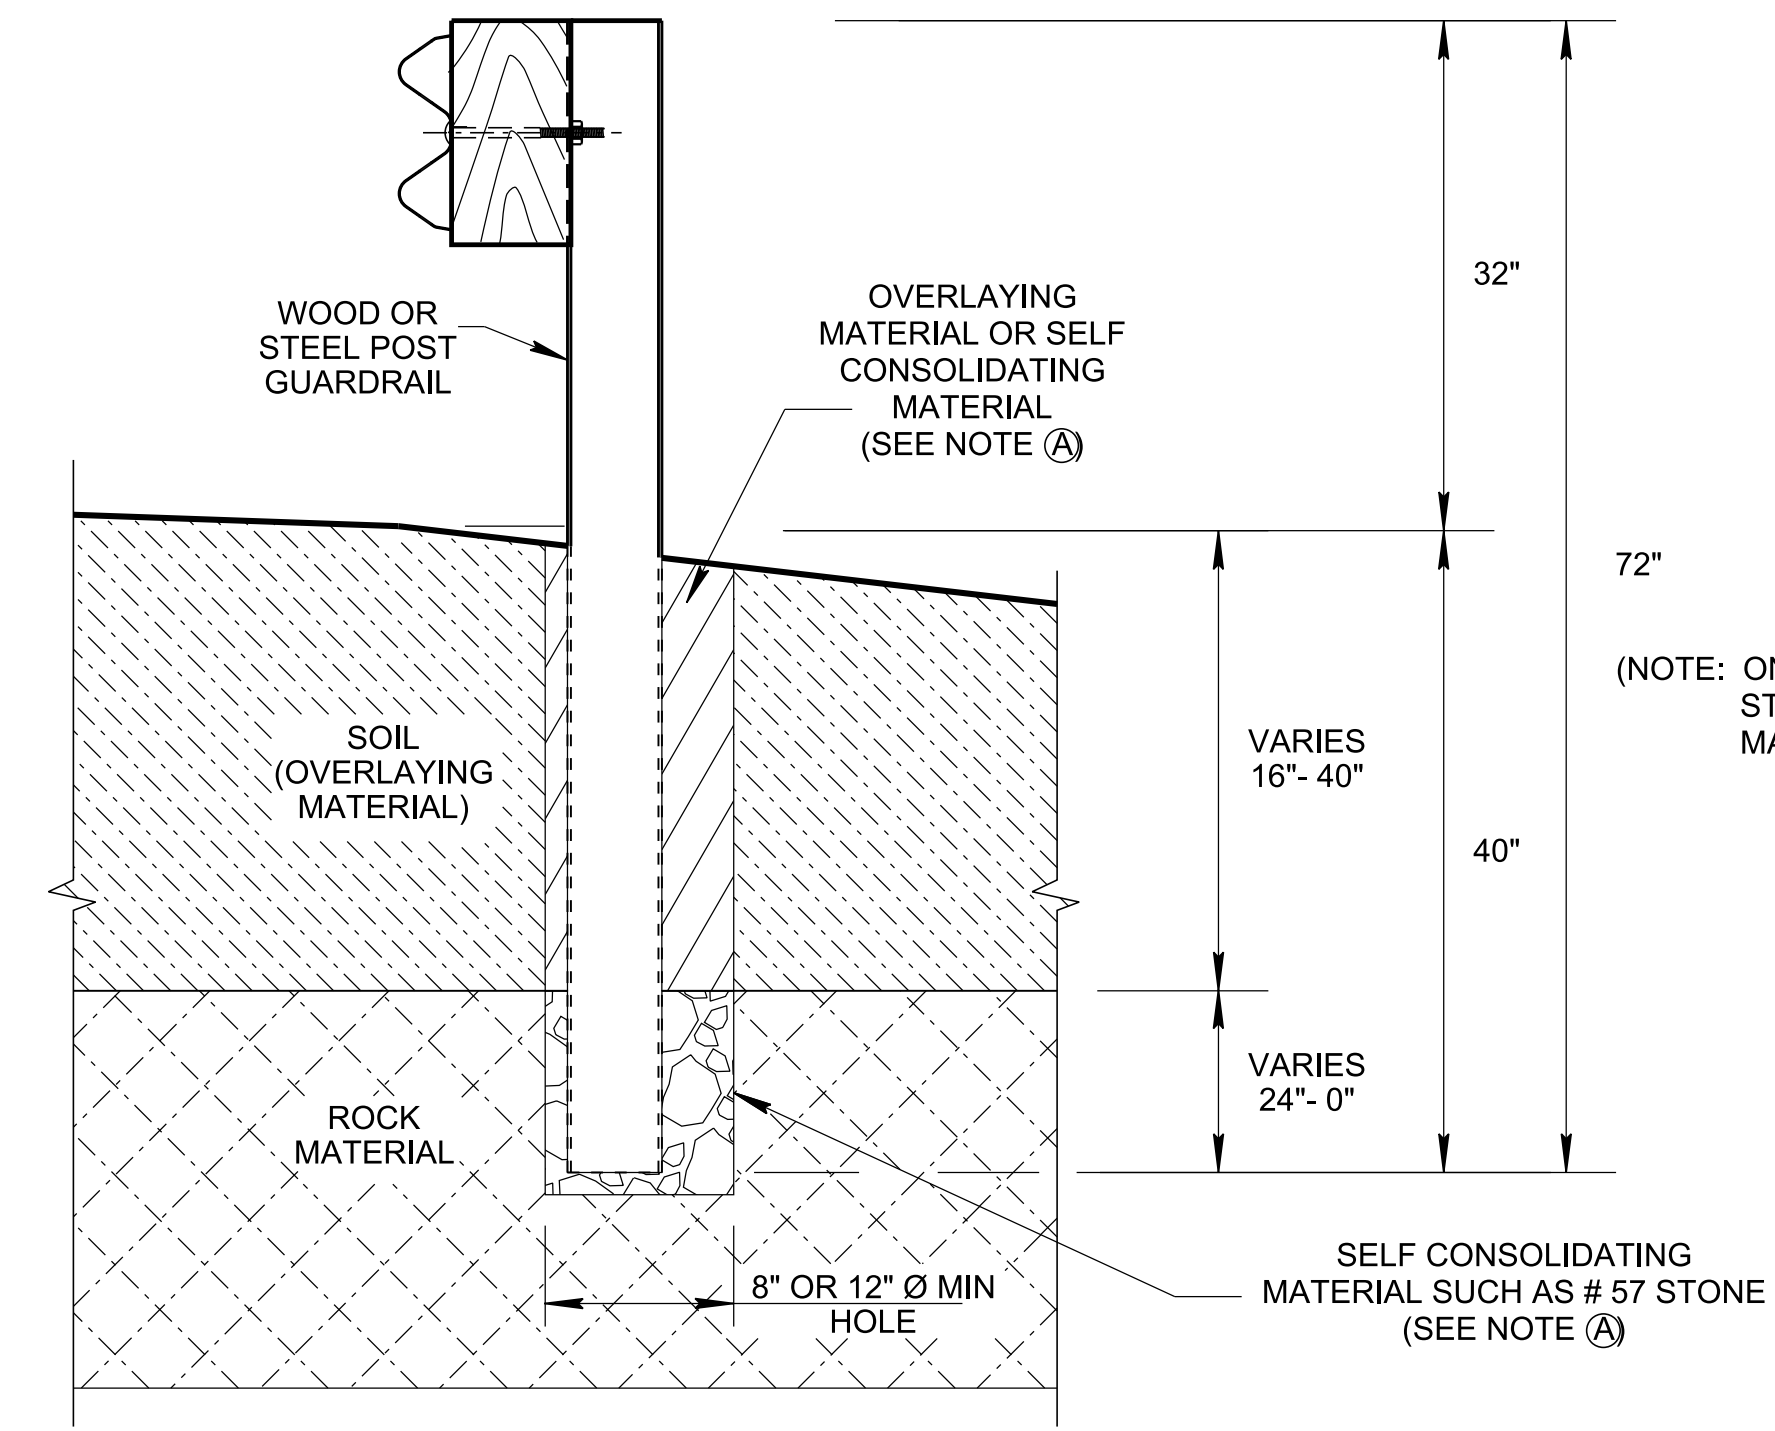 32"
WOOD OR
STEEL POST
GUARDRAIL
OVERLAYING
MATERIAL OR SELF
CONSOLIDATING
MATERIAL
(SEE NOTE Ⓐ)
72"
(NOTE:
SOIL
(OVERLAYING
MATERIAL)
VARIES
16"- 40"
40"
ROCK
MATERIAL
VARIES
24"- 0"
8" OR 12" Ø MIN
HOLE
SELF CONSOLIDATING
MATERIAL SUCH AS # 57 STONE
(SEE NOTE Ⓐ)